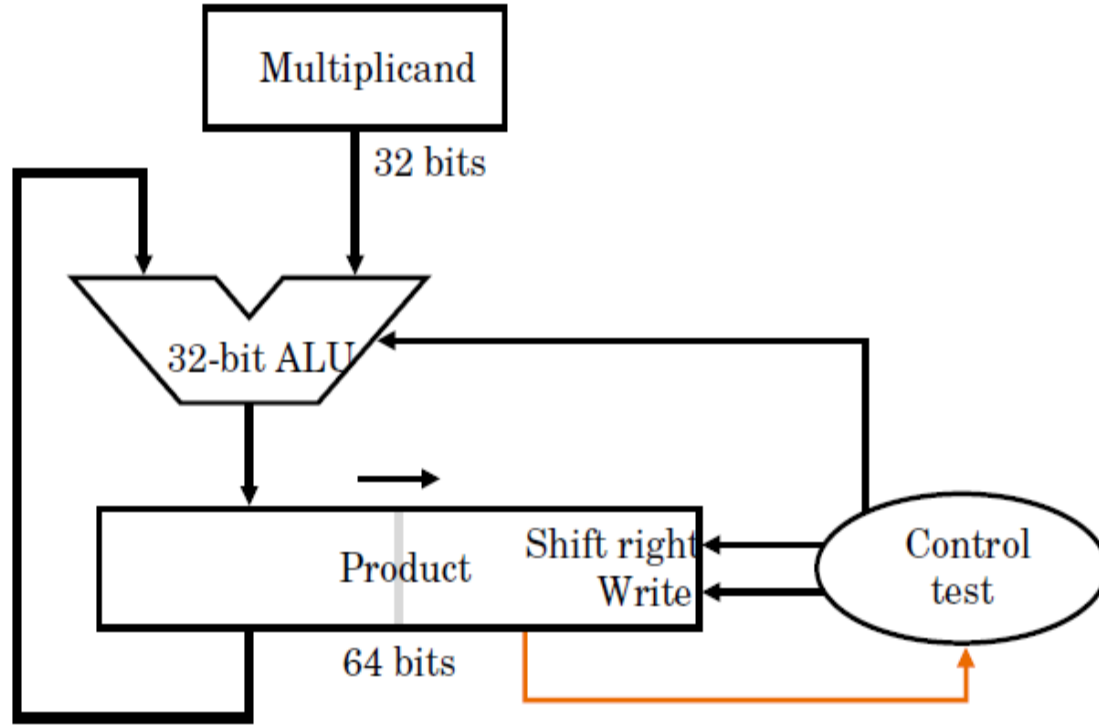 Multiplicand
32 bits
32-bit ALU
Shift right
Product
Write
Control
test
64 bits